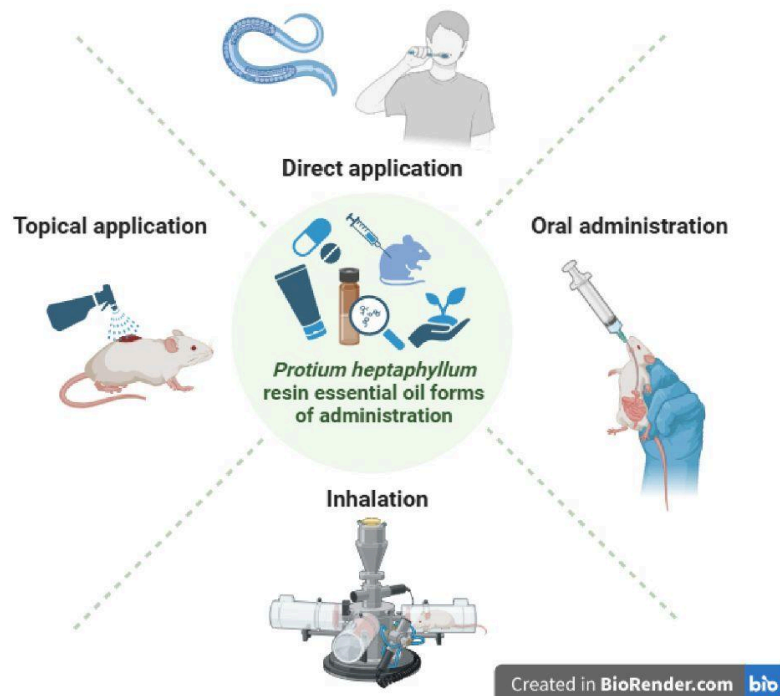 Direct application
Topical application
Oral administration
Protium heptaphyllum
resin essential oil forms
of administration
Inhalation
Created in BioRender.com bio